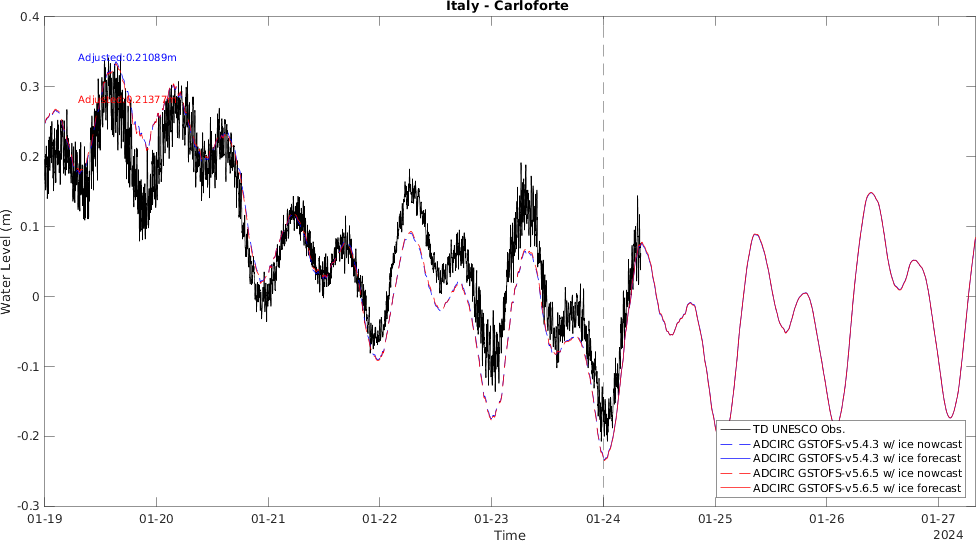 Italy - Carloforte
0.4
0.3
0.2
0.1
0
-0.1
-0.2
-0.3
Water Level (m)
Adjusted:0.21089m
Adjusted:0.21377m
TD UNESCO Obs.
ADCIRC GSTOFS-v5.4.3 w/ ice nowcast
ADCIRC GSTOFS-v5.4.3 w/ ice forecast
ADCIRC GSTOFS-v5.6.5 w/ ice nowcast
ADCIRC GSTOFS-v5.6.5 w/ ice forecast
01-19 01-20 01-21 01-22 01-23 01-24 01-25 01-26 01-27
Time
2024